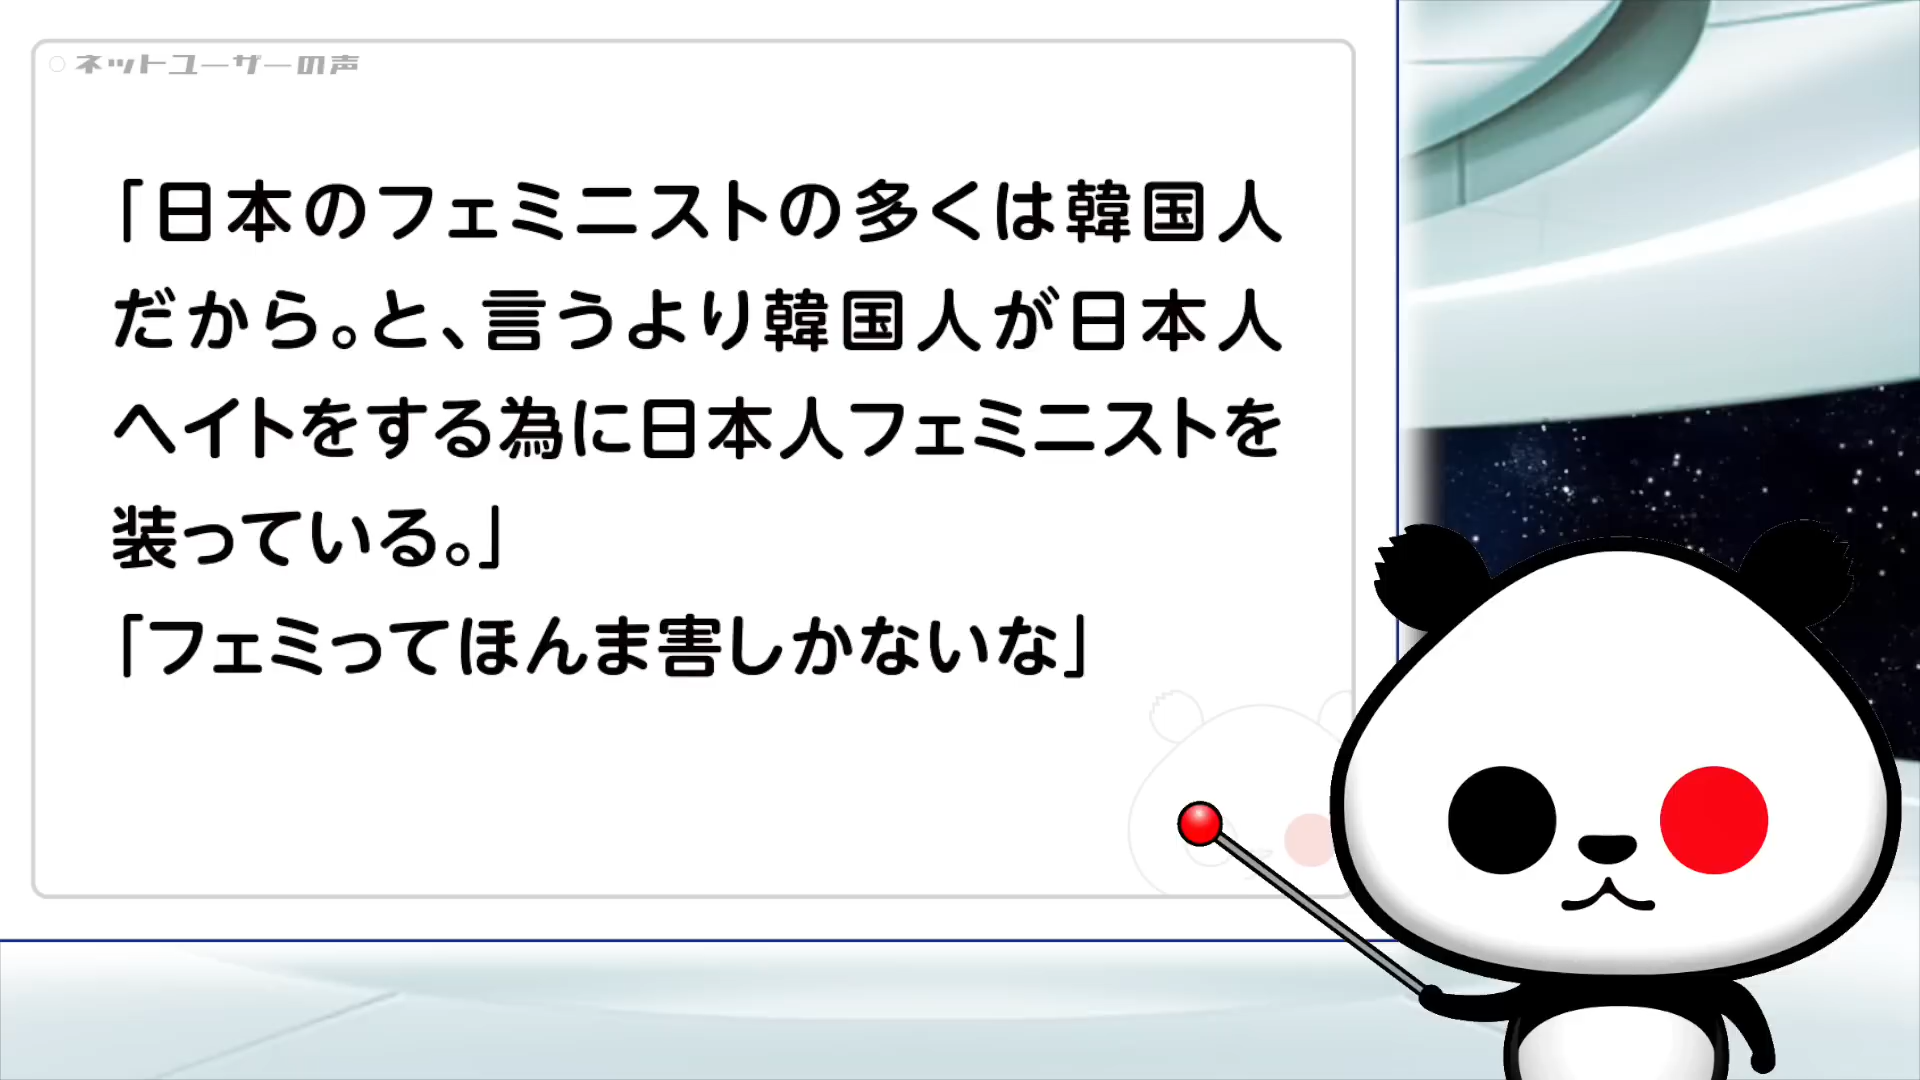 ネットユーザーの声
「日本のフェミニストの多くは韓国人
だから。と、言うより韓国人が日本人
ヘイトをする為に日本人フェミニストを
装っている。」
「フェミってほんま害しかないな」